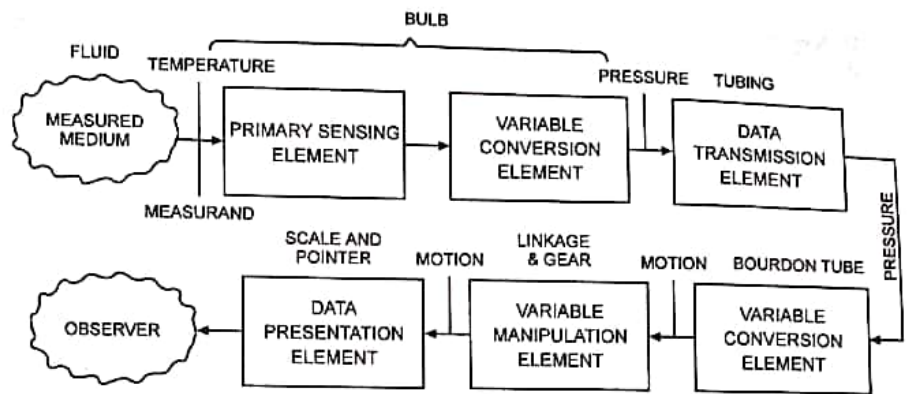 BULB
FLUID
TEMPERATURE
PRESSURE
TUBING
MEASURED
MEDIUM
PRIMARY SENSING
ELEMENT
VARIABLE
CONVERSION
ELEMENT
DATA
TRANSMISSION
ELEMENT
MEASURAND
PRESSURE
SCALE AND
POINTER
MOTION
LINKAGE
& GEAR
MOTION
BOURDON TUBE
OBSERVER
DATA
PRESENTATION
ELEMENT
VARIABLE
MANIPULATION
ELEMENT
VARIABLE
CONVERSION
ELEMENT